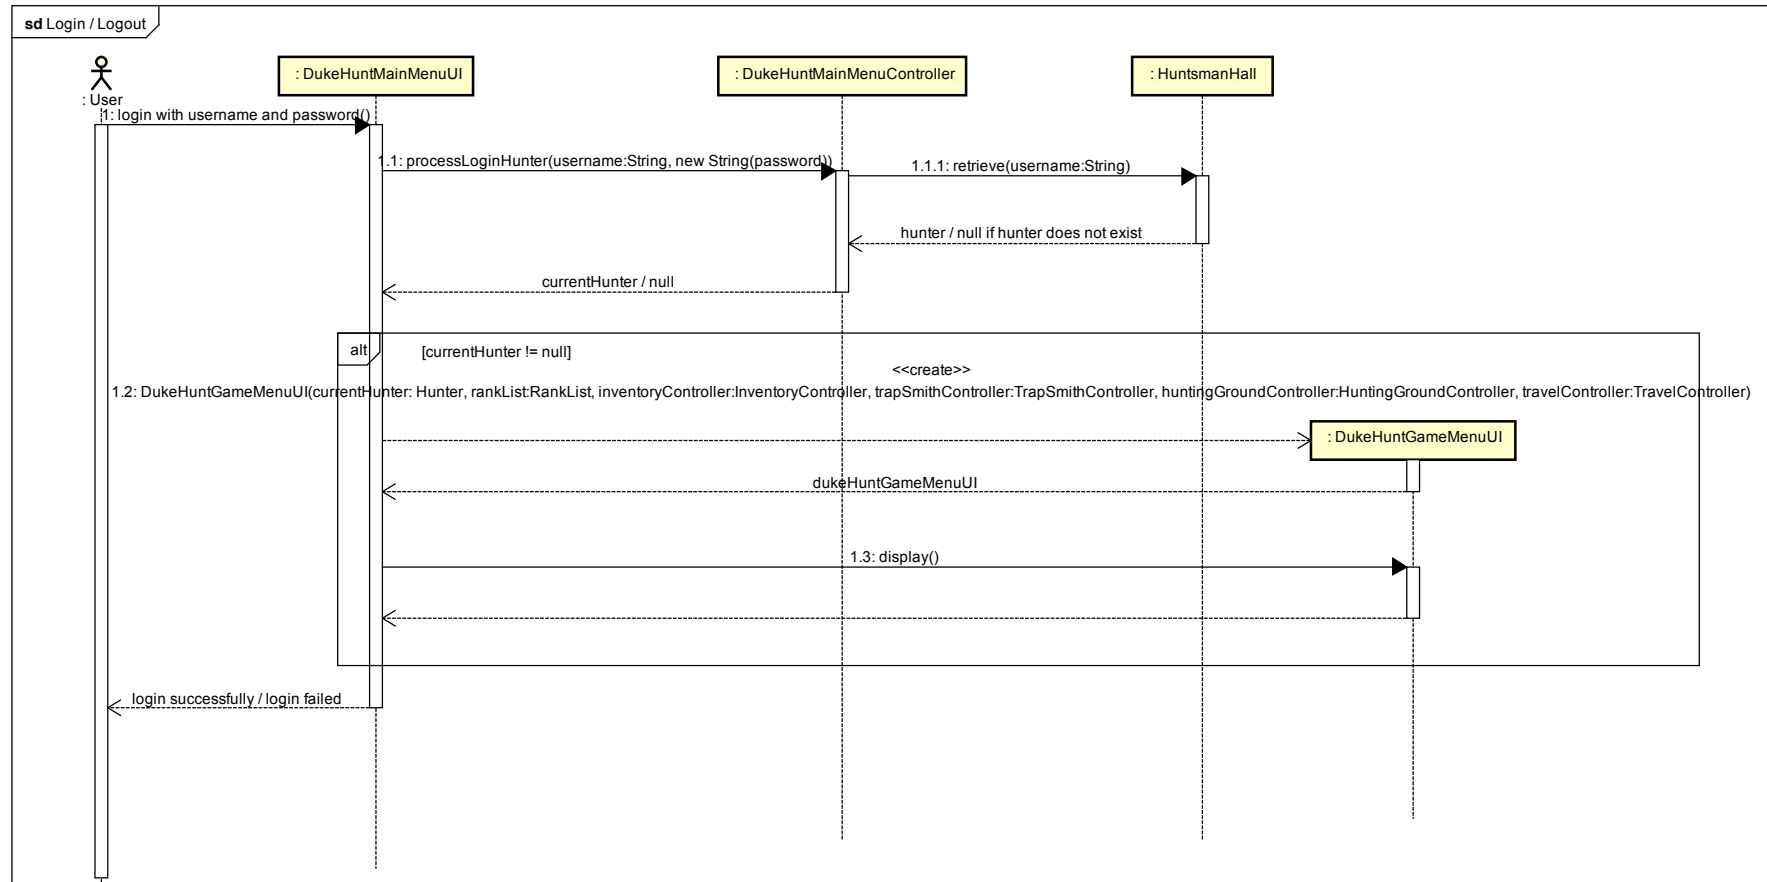 sd Login / Logout
: User
: DukeHuntMainMenuUI
: DukeHuntMainMenuController
: HuntsmanHall
1: login with username and password()
1.1: processLoginHunter(username:String, new String(password))
1.1.1: retrieve(username:String)
hunter / null if hunter does not exist
currentHunter / null
alt
[currentHunter != null]
<<create>>
1.2: DukeHuntGameMenuUI(currentHunter: Hunter, rankList:RankList, inventoryController:InventoryController, trapSmithController:TrapSmithController, huntingGroundController:HuntingGroundController, travelController:TravelController)
: DukeHuntGameMenuUI
dukeHuntGameMenuUI
1.3: display()
login successfully / login failed